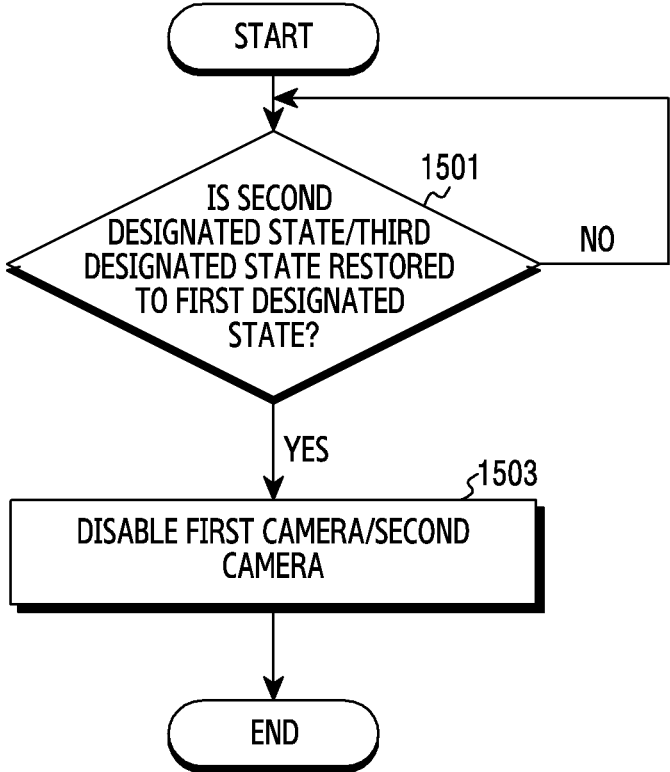 START
1501
IS SECOND
DESIGNATED STATE/THIRD
DESIGNATED STATE RESTORED
TO FIRST DESIGNATED
STATE?
NO
YES
1503
DISABLE FIRST CAMERA/SECOND
CAMERA
END